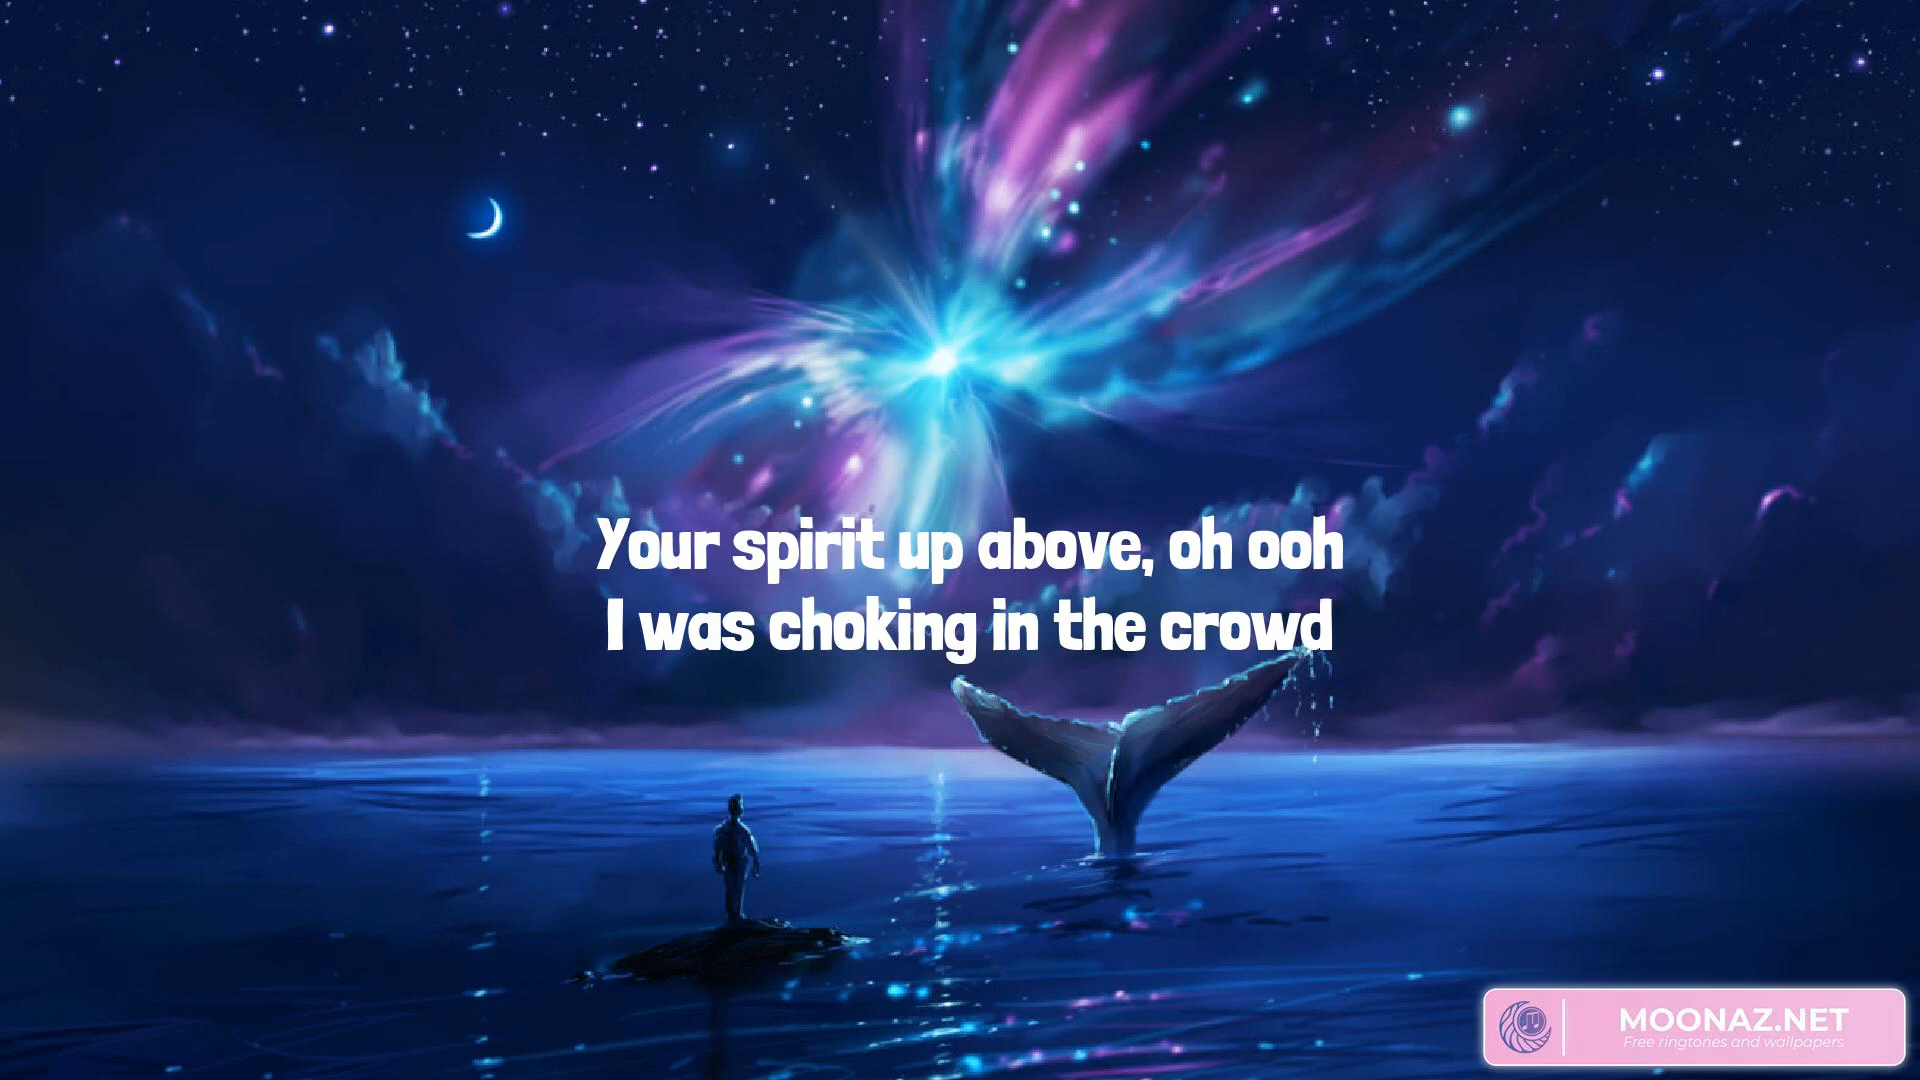 Your spirit up above, oh ooh
I was choking in the crowd
MOONAZ.NET
Free ringtones and wallpapers